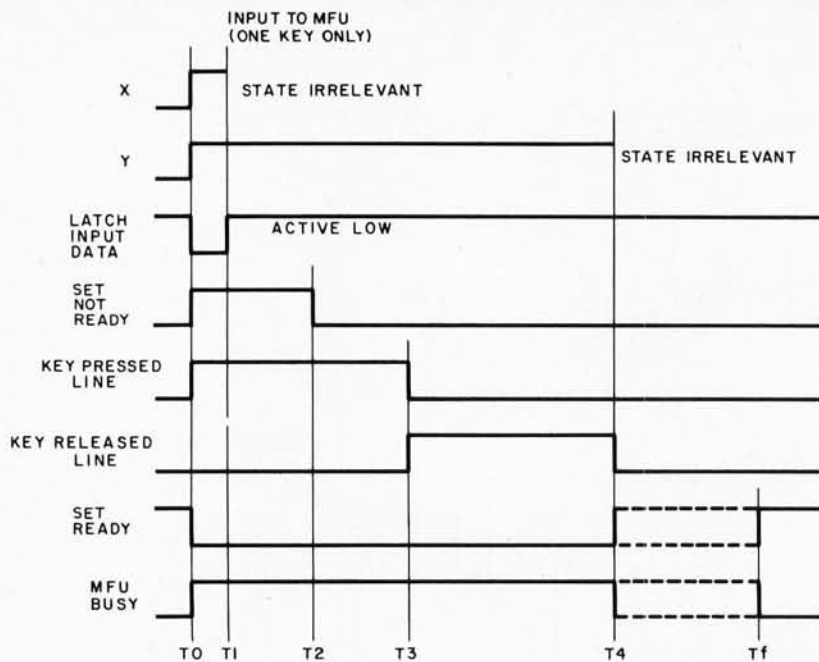 INPUT TO MFU
(ONE KEY ONLY)
X
STATE IRRELEVANT
Y
STATE IRRELEVANT
LATCH
INPUT
DATA
ACTIVE LOW
SET
NOT
READY
KEY PRESSED
LINE
KEY RELEASED
LINE
SET
READY
MFU
BUSY
T0 T1 T2 T3 T4 Tf